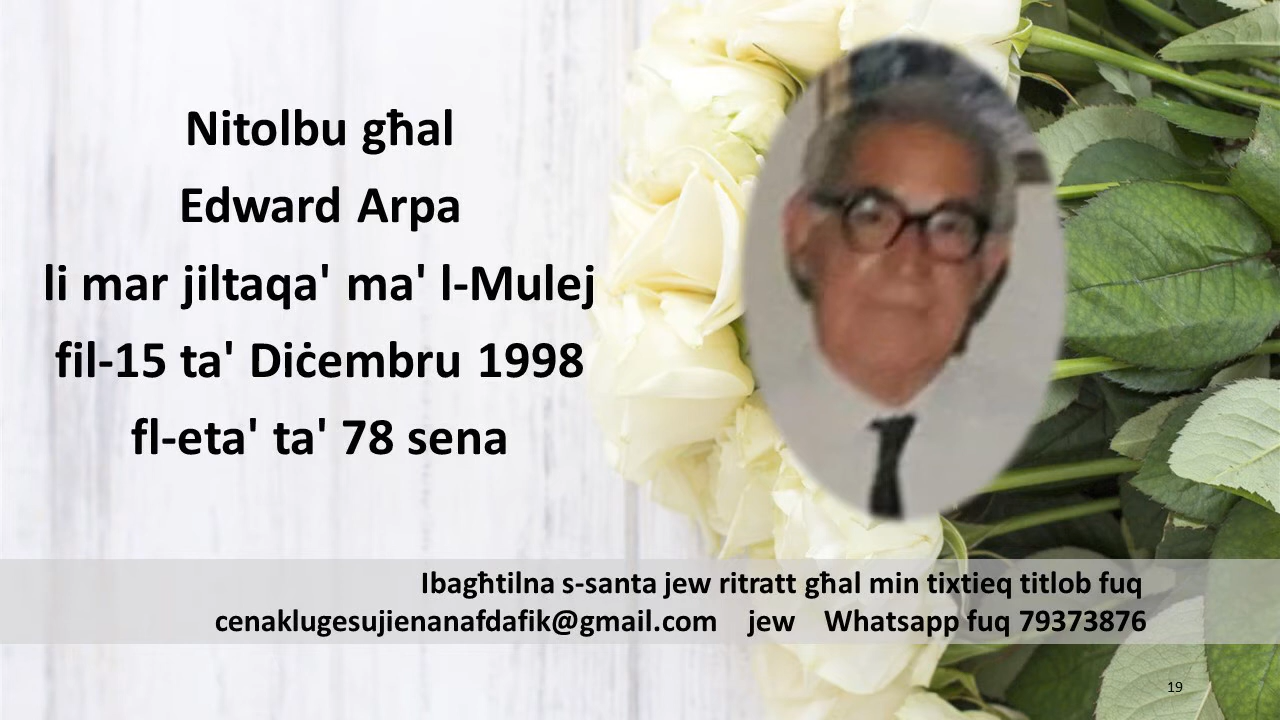 Nitolbu għal
Edward Arpa
li mar jiltaqa' ma' l-Mulej
fil-15 ta' Diċembru 1998
fl-eta' ta' 78 sena
Ibagħtilna s-santa jew ritratt għal min tixtieq titlob fuq
cenaklugesujienanafdafik@gmail.com jew Whatsapp fuq 79373876
19